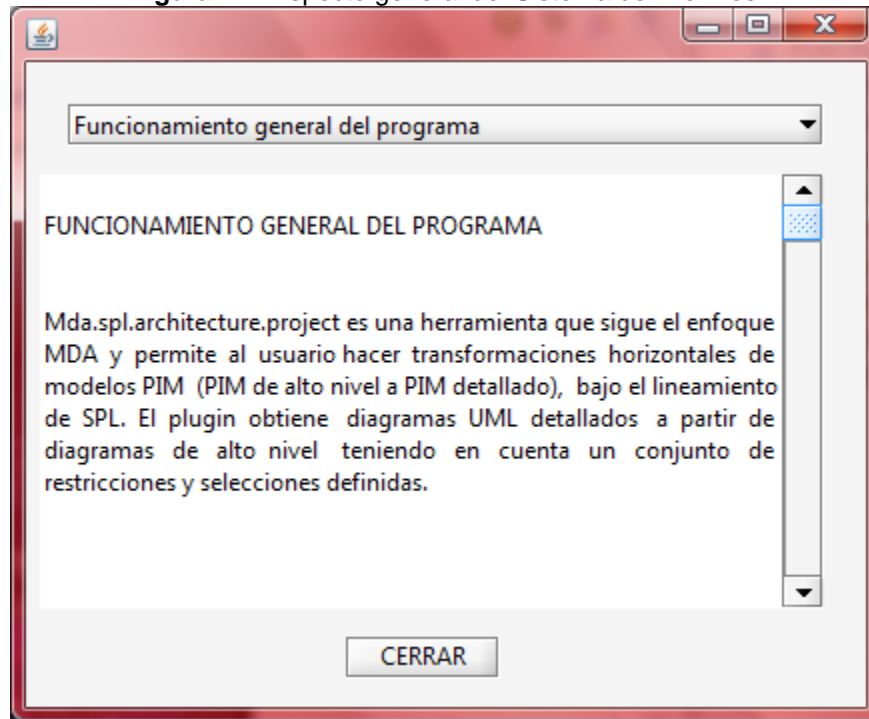 Funcionamiento general del programa
FUNCIONAMIENTO GENERAL DEL PROGRAMA
Mda.spl.architecture.project es una herramienta que sigue el enfoque
MDA y permite al usuario hacer transformaciones horizontales de
modelos PIM (PIM de alto nivel a PIM detallado), bajo el lineamiento
de SPL. El plugin obtiene diagramas UML detallados a partir de
diagramas de alto nivel teniendo en cuenta un conjunto de
restricciones y selecciones definidas.
CERRAR